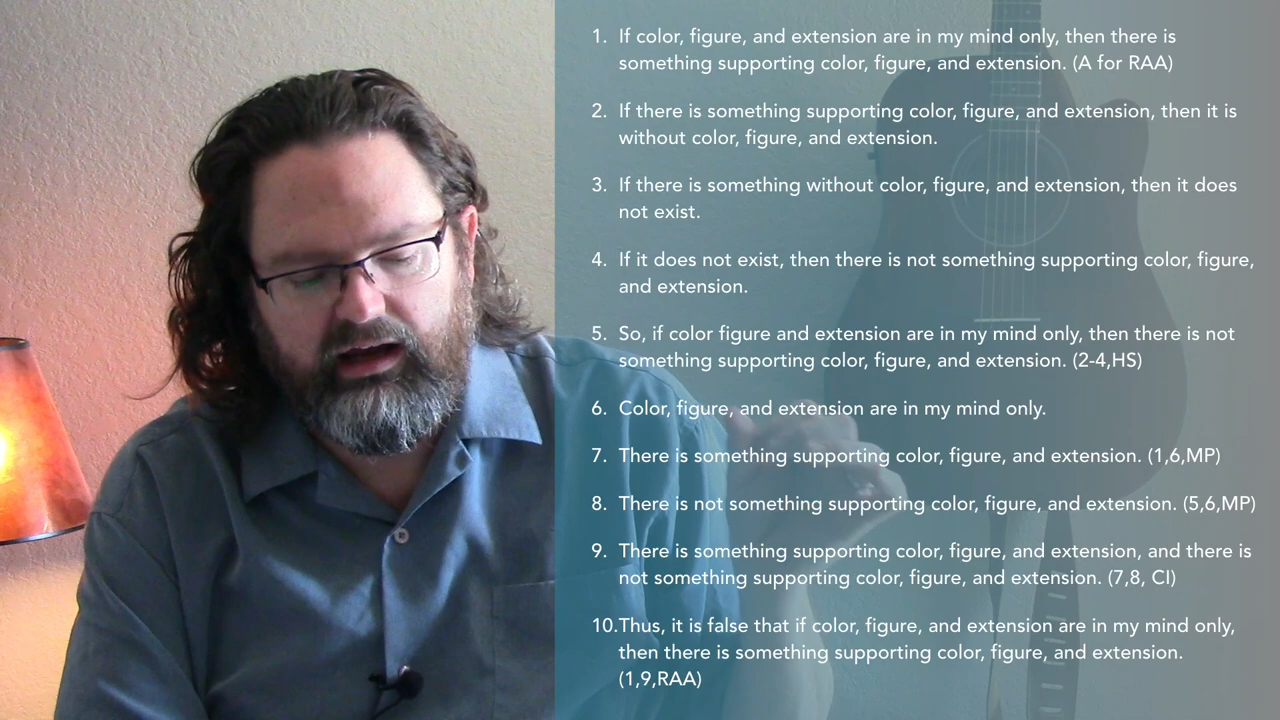 1. If color, figure, and extension are in my mind only, then there is
something supporting color, figure, and extension. (A for RAA)
2. If there is something supporting color, figure, and extension, then it is
without color, figure, and extension.
3. If there is something without color, figure, and extension, then it does
not exist.
4. If it does not exist, then there is not something supporting color, figure,
and extension.
5. So, if color figure and extension are in my mind only, then there is not
something supporting color, figure, and extension. (2-4,HS)
6. Color, figure, and extension are in my mind only.
7. There is something supporting color, figure, and extension. (1,6,MP)
8. There is not something supporting color, figure, and extension. (5,6,MP)
9. There is something supporting color, figure, and extension, and there is
not something supporting color, figure, and extension. (7,8, CI)
10.Thus, it is false that if color, figure, and extension are in my mind only,
then there is something supporting color, figure, and extension.
(1,9,RAA)